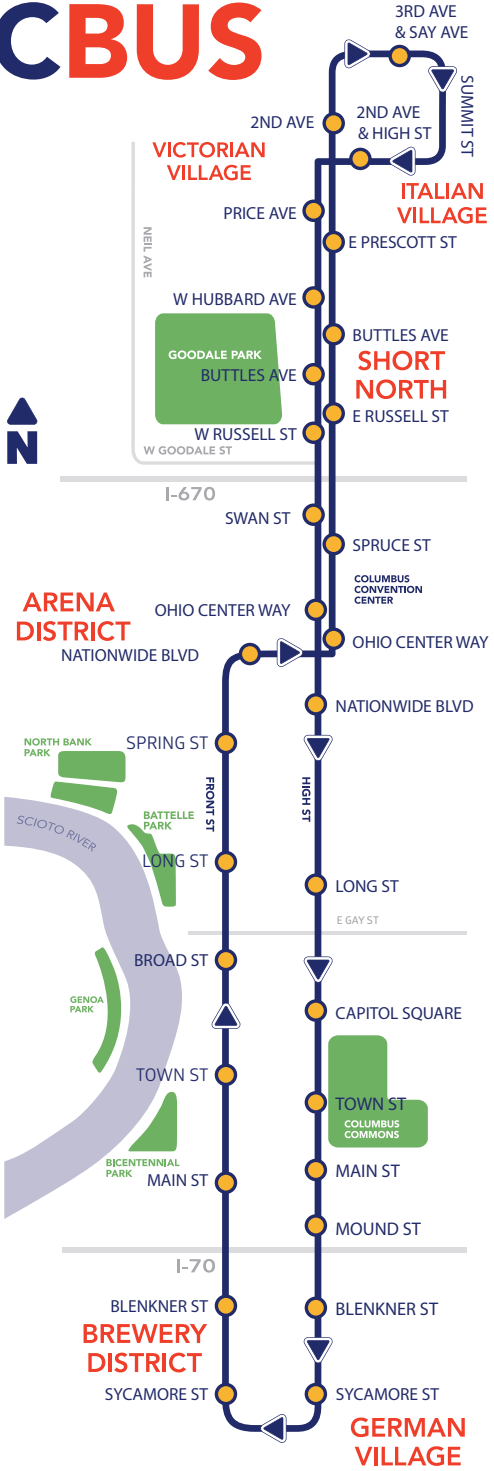 CBUS
3RD AVE
& SAY AVE
SUMMIT ST
2ND AVE
2ND AVE
& HIGH ST
VICTORIAN
VILLAGE
ITALIAN
VILLAGE
PRICE AVE
NEIL AVE
E PRESCOTT ST
W HUBBARD AVE
BUTTLES AVE
GOODALE PARK
SHORT
NORTH
BUTTLES AVE
E RUSSELL ST
W RUSSELL ST
N
W GOODALE ST
I-670
SWAN ST
SPRUCE ST
COLUMBUS
CONVENTION
CENTER
ARENA
DISTRICT
OHIO CENTER WAY
OHIO CENTER WAY
NATIONWIDE BLVD
NATIONWIDE BLVD
SPRING ST
NORTH BANK
PARK
FRONT ST
HIGH ST
BATTELLE
PARK
SCIOTO RIVER
LONG ST
LONG ST
E GAY ST
BROAD ST
GENOA
PARK
CAPITOL SQUARE
TOWN ST
TOWN ST
COLUMBUS
COMMONS
BICENTENNIAL
PARK
MAIN ST
MAIN ST
MOUND ST
I-70
BLENKNER ST
BLENKNER ST
BREWERY
DISTRICT
SYCAMORE ST
SYCAMORE ST
GERMAN
VILLAGE